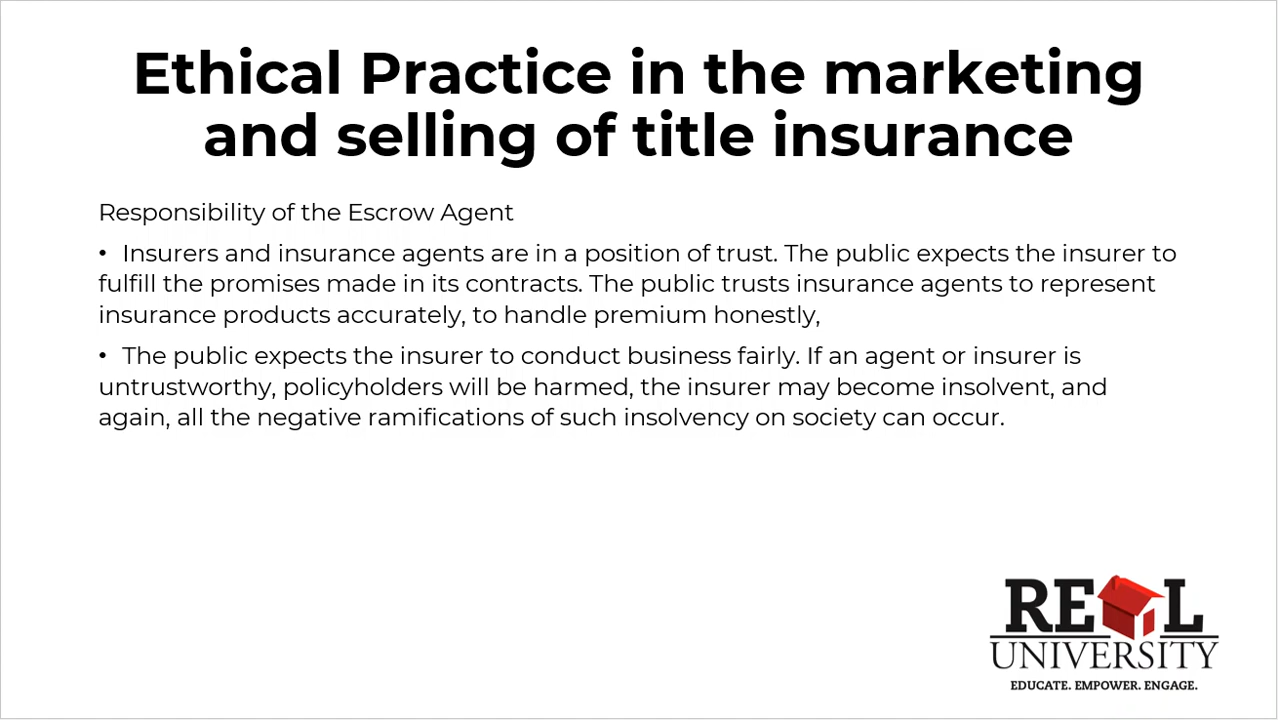 Ethical Practice in the marketing
and selling of title insurance
Responsibility of the Escrow Agent
• Insurers and insurance agents are in a position of trust. The public expects the insurer to
fulfill the promises made in its contracts. The public trusts insurance agents to represent
insurance products accurately, to handle premium honestly,
• The public expects the insurer to conduct business fairly. If an agent or insurer is
untrustworthy, policyholders will be harmed, the insurer may become insolvent, and
again, all the negative ramifications of such insolvency on society can occur.
REAL
UNIVERSITY
EDUCATE. EMPOWER. ENGAGE.